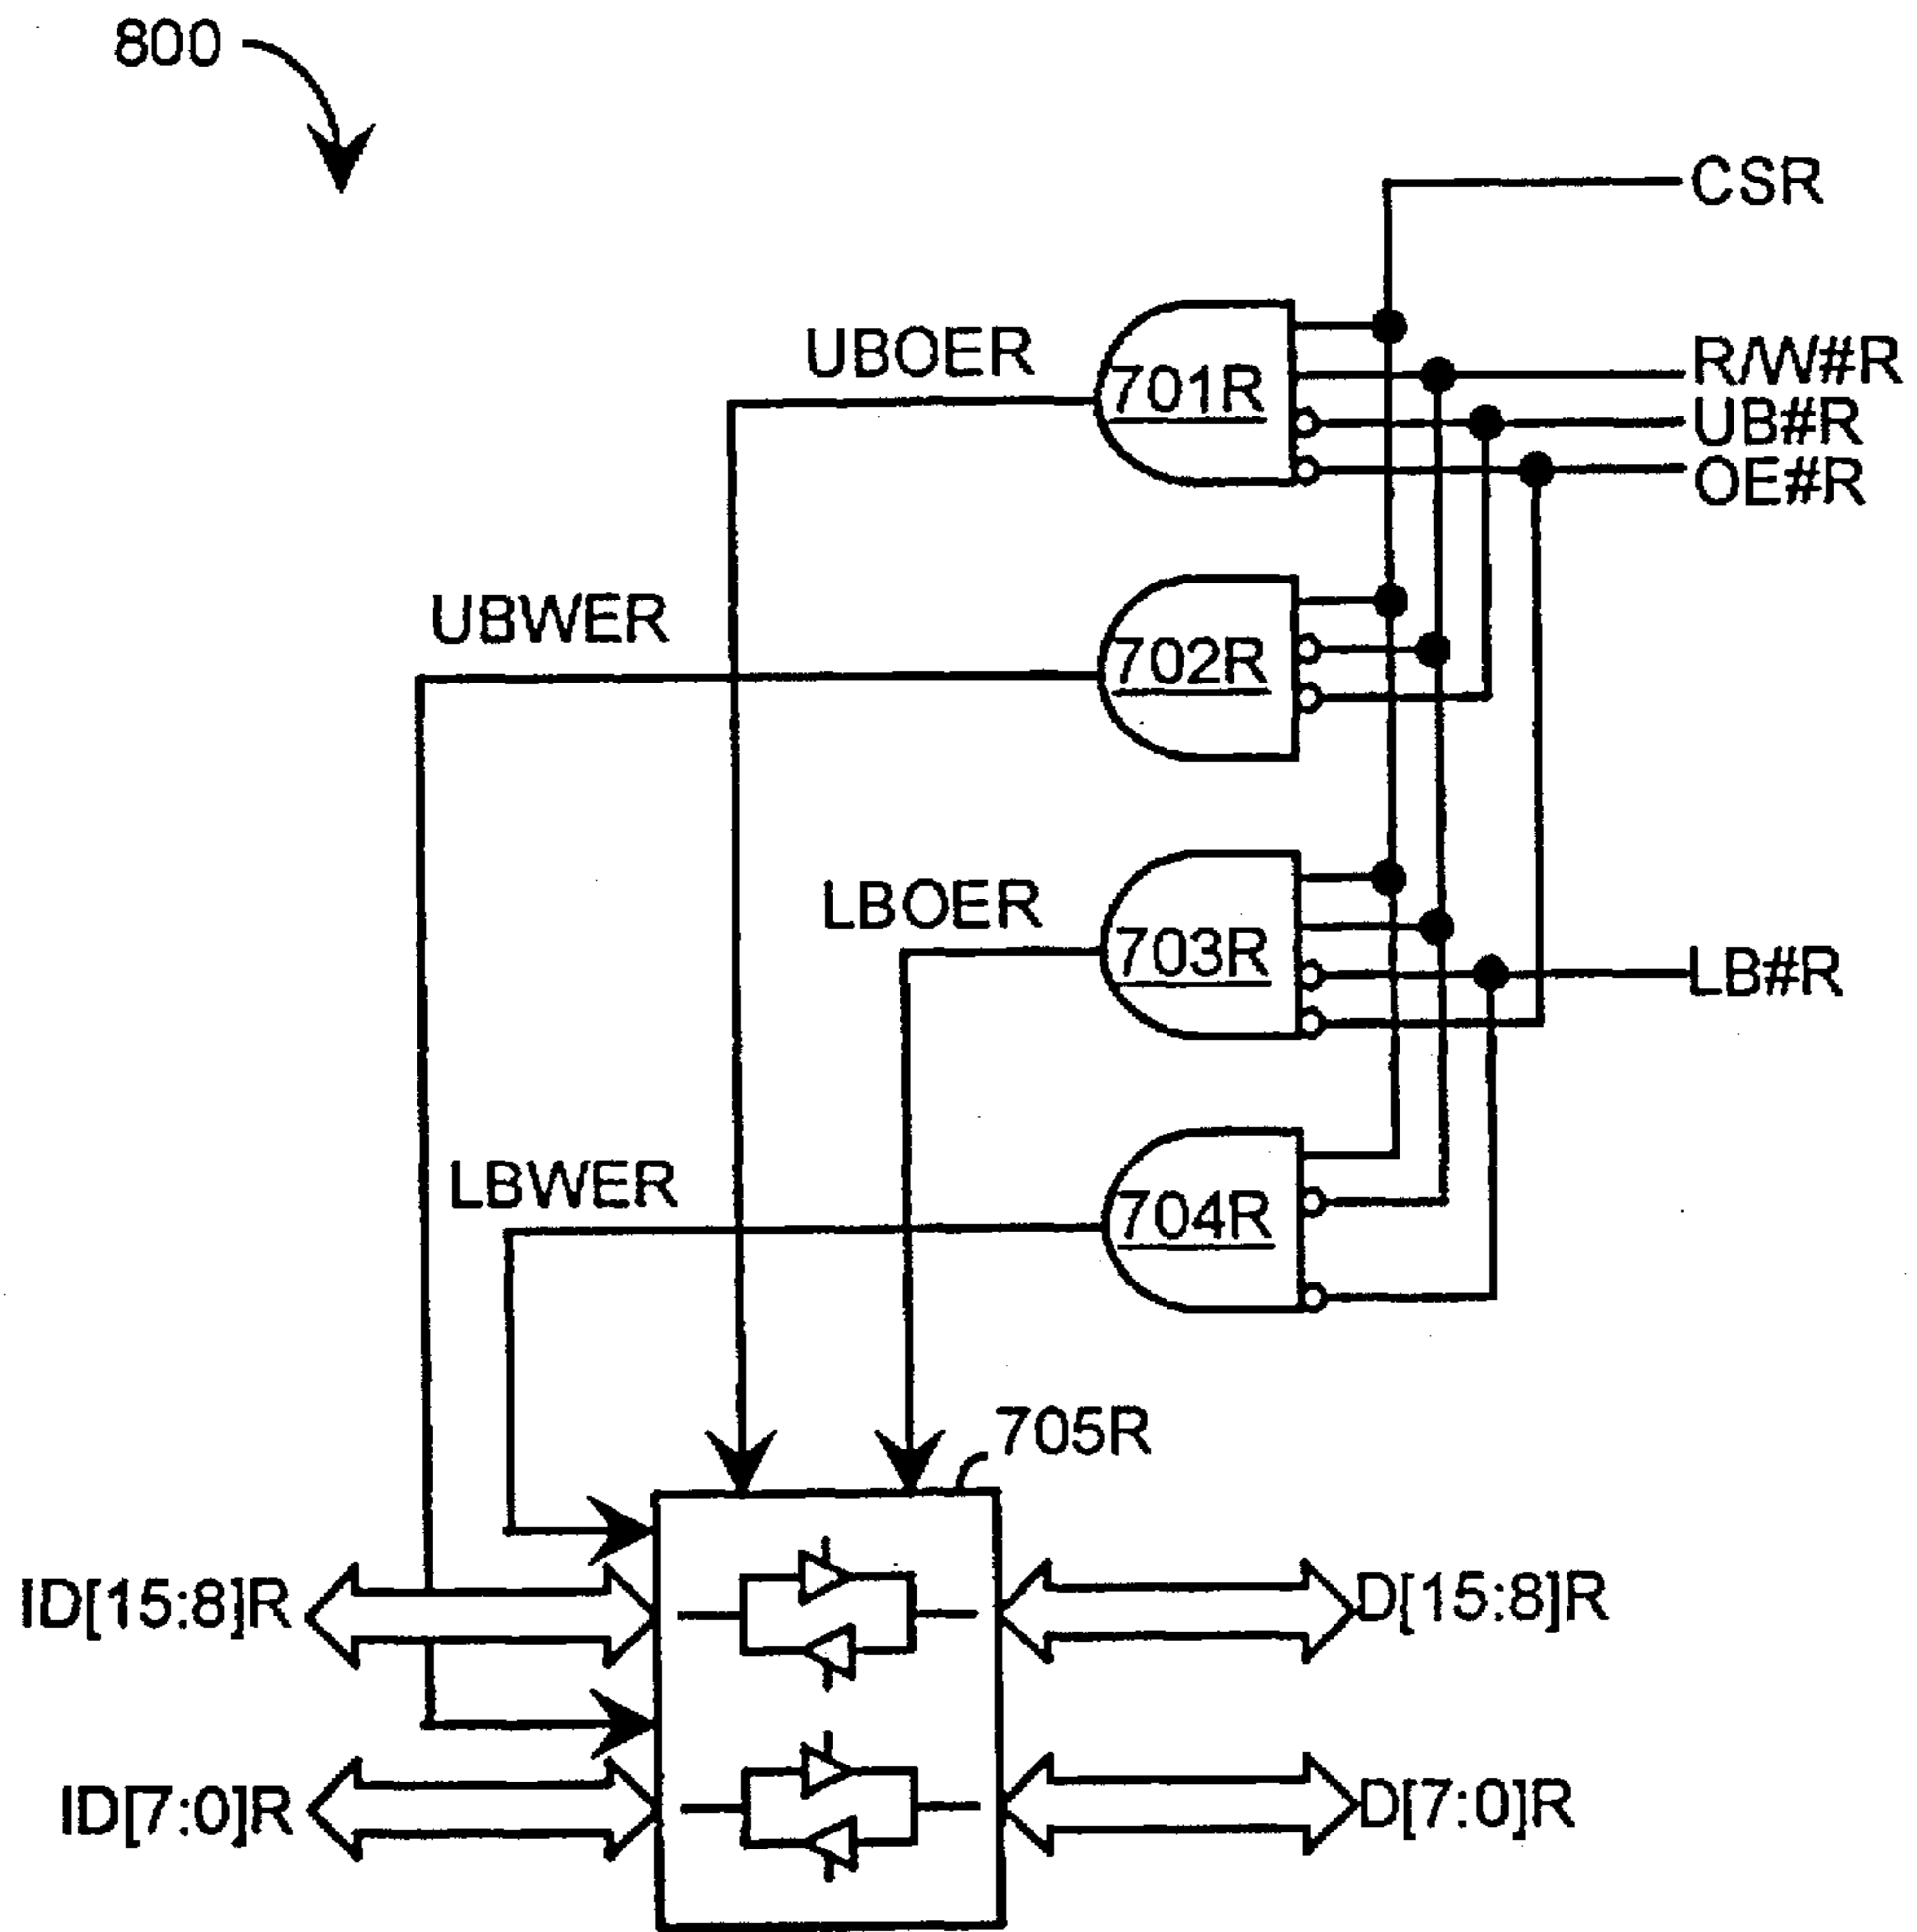 800
CSR
UBOER
701R
R/W#R
UB#R
OE#R
UBWER
702R
LBOER
703R
LB#R
LBWER
704R
705R
ID[15:8]R
D[15:8]R
ID[7:0]R
D[7:0]R